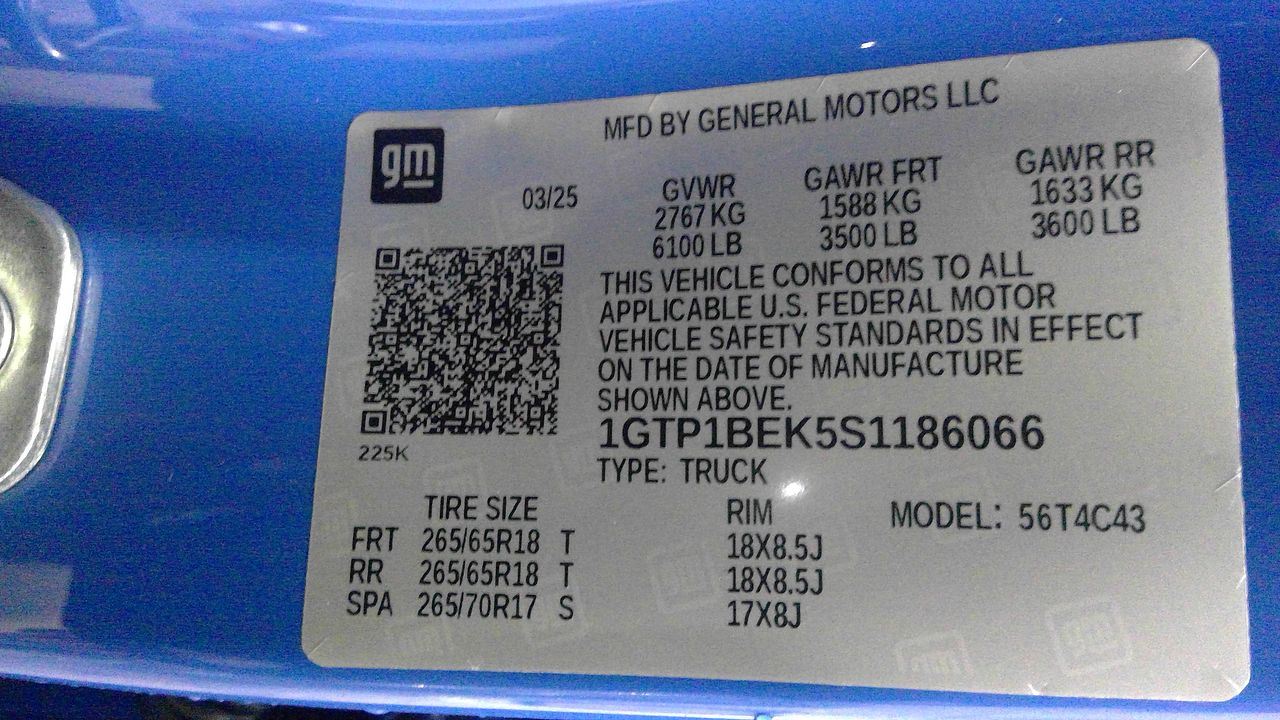 gm
MFD BY GENERAL MOTORS LLC
03/25
GVWR GAWR FRT GAWR RR
2767 KG 1588 KG 1633 KG
6100 LB 3500 LB 3600 LB
THIS VEHICLE CONFORMS TO ALL
APPLICABLE U.S. FEDERAL MOTOR
VEHICLE SAFETY STANDARDS IN EFFECT
ON THE DATE OF MANUFACTURE
SHOWN ABOVE.
1GTP1BEK5S1186066
225K
TYPE: TRUCK
TIRE SIZE RIM MODEL: 56T4C43
FRT 265/65R18 T 18X8.5J
RR 265/65R18 T 18X8.5J
SPA 265/70R17 S 17X8J